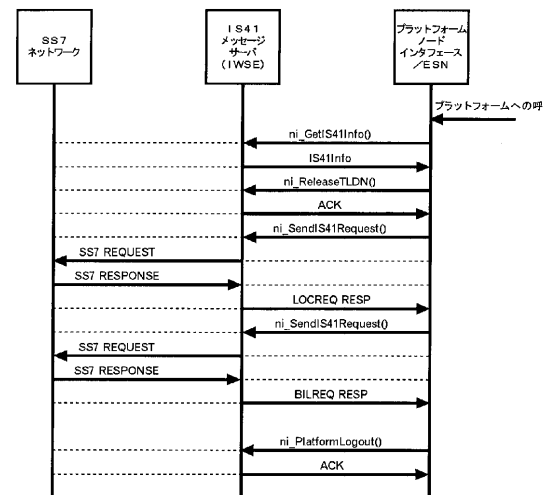 SS7
ネットワーク
IS41
メッセージ
サーバ
(IWSE)
プラットフォーム
ノード
インタフェース
/ESN
プラットフォームへの呼
ni_GetIS41Info()
IS41Info
ni_ReleaseTLDN()
ACK
ni_SendIS41Request()
SS7 REQUEST
SS7 RESPONSE
LOCREQ RESP
ni_SendIS41Request()
SS7 REQUEST
SS7 RESPONSE
BILREQ RESP
ni_PlatformLogout()
ACK